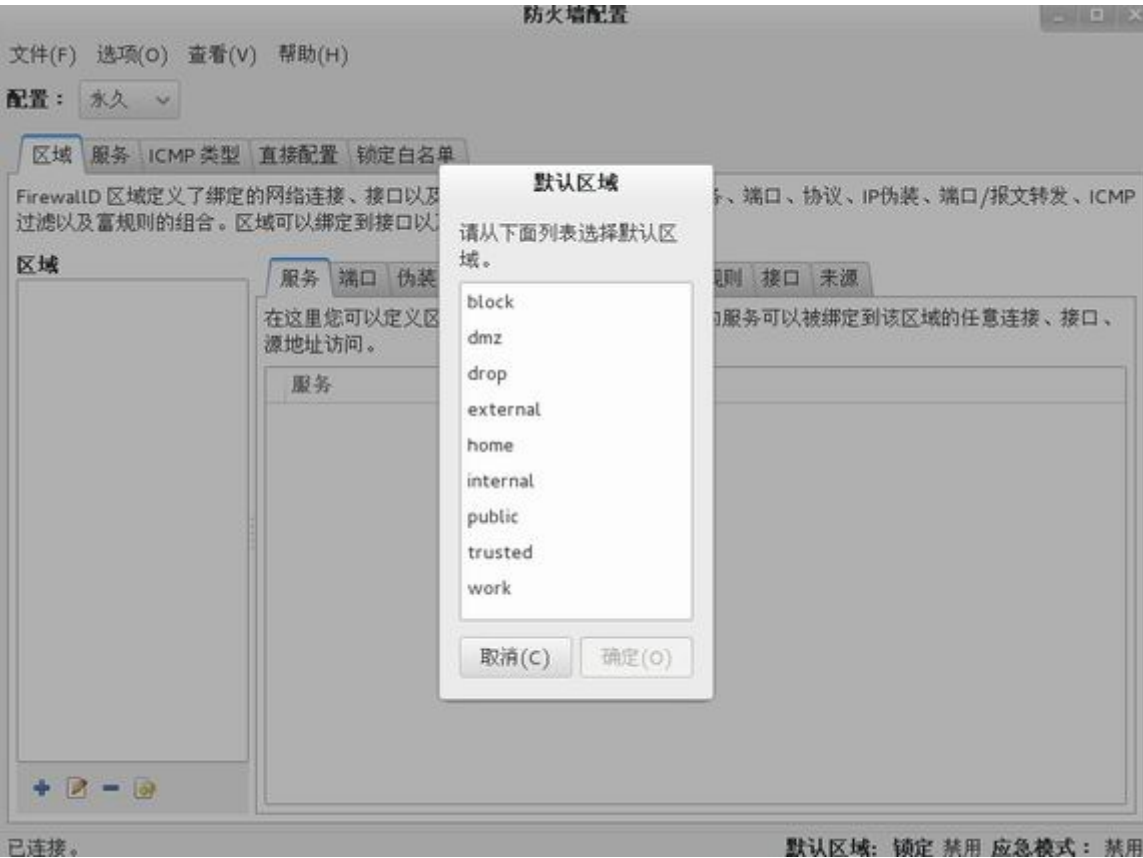 防火墙配置
文件(F) 选项(O) 查看(V) 帮助(H)
配置： 永久
区域 服务 ICMP 类型 直接配置 锁定白名单
FirewallD 区域定义了绑定的网络连接、接口以及
、端口、协议、IP伪装、端口/报文转发、ICMP
过滤以及富规则的组合。区域可以绑定到接口以
区域
服务 端口 伪装
规则 接口 来源
在这里您可以定义区
服务可以被绑定到该区域的任意连接、接口、
源地址访问。
服务
默认区域
请从下面列表选择默认区
域。
block
dmz
drop
external
home
internal
public
trusted
work
取消(C) 确定(O)
已连接。
默认区域: 锁定 禁用 应急模式： 禁用